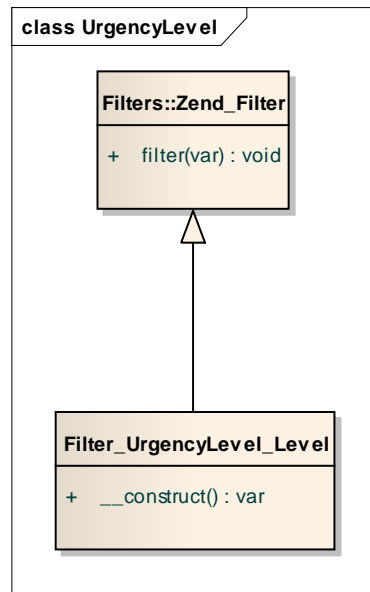 class UrgencyLevel
Filters::Zend_Filter
+ filter(var) : void
Filter_UrgencyLevel_Level
+ __construct() : var